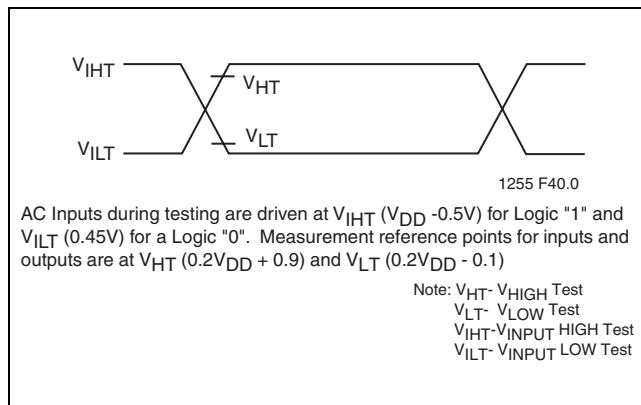 VIHT
VHT
VLT
VILT
1255 F40.0
AC Inputs during testing are driven at VIHT (VDD -0.5V) for Logic "1" and
VILT (0.45V) for a Logic "0". Measurement reference points for inputs and
outputs are at VHT (0.2VDD + 0.9) and VLT (0.2VDD - 0.1)
Note: VHT- VHIGH Test
VLT- VLOW Test
VIHT-VINPUT HIGH Test
VILT- VINPUT LOW Test